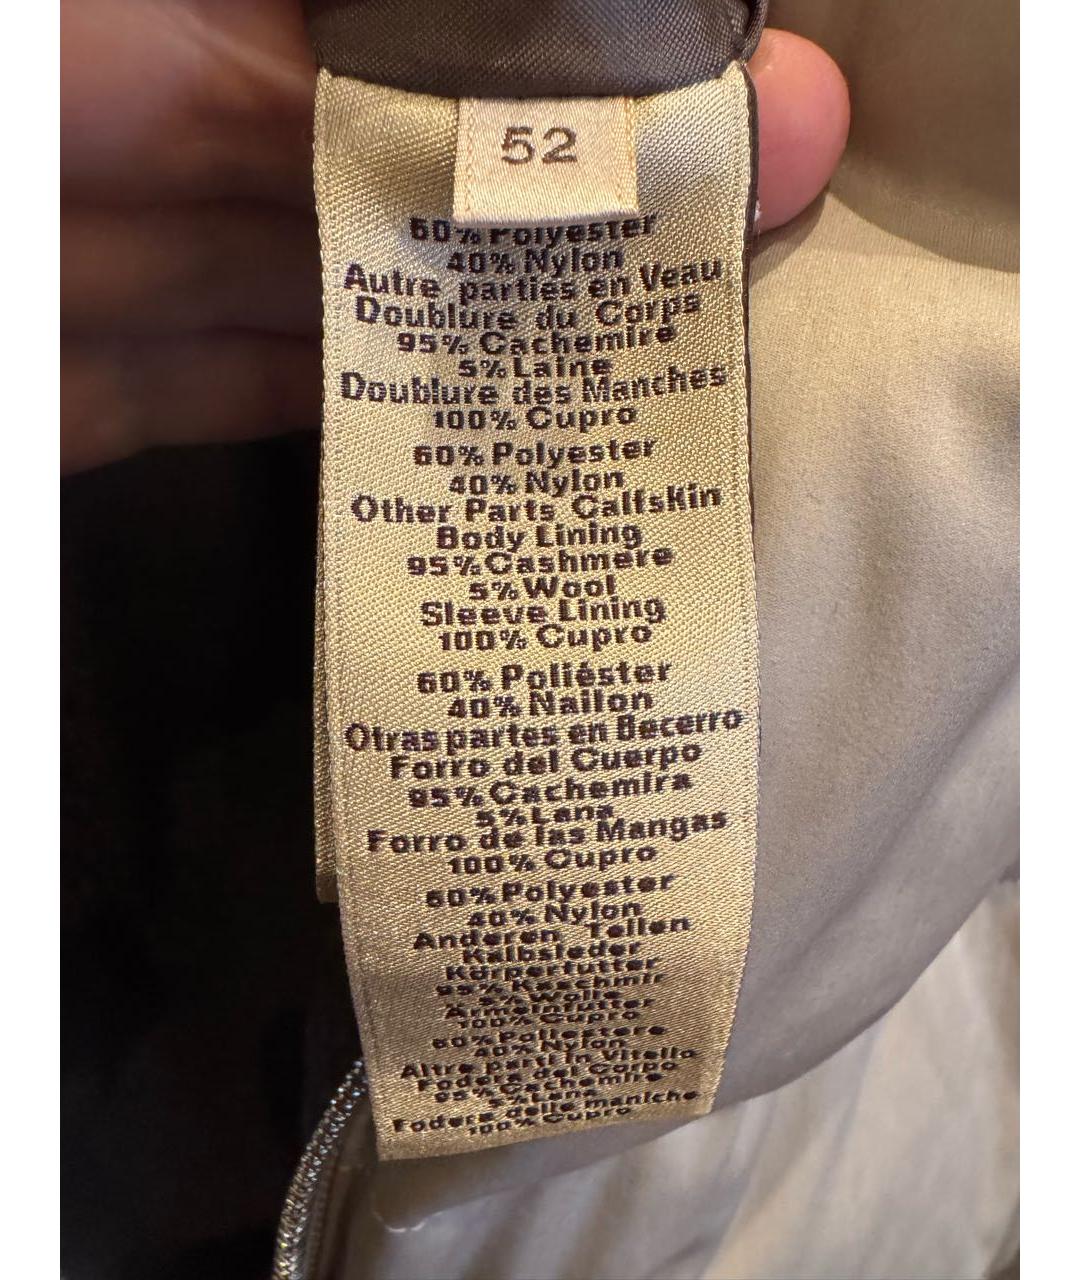 52
60% Polyester
40% Nylon
Autre parties en Veau
Doublure du Corps
95% Cachemire
5% Laine
Doublure des Manches
100% Cupro
60% Polyester
40% Nylon
Other Parts Calfskin
Body Lining
95% Cashmere
5% Wool
Sleeve Lining
100% Cupro
60% Poliéster
40% Nailon
Otras partes en Becerro
Forro del Cuerpo
95% Cachemira
5% Lana
Forro de las Mangas
100% Cupro
60% Polyester
40% Nylon
Anderen Teilen
Kalbsleder
Körperfutter
95% Kaschmir
5% Wolle
Ärmelnfutter
100% Cupro
60% Poliestere
40% Nylon
Altre parti in Vitello
Fodera del Corpo
95% Cachemire
5% Lana
Fodera delle maniche
100% Cupro